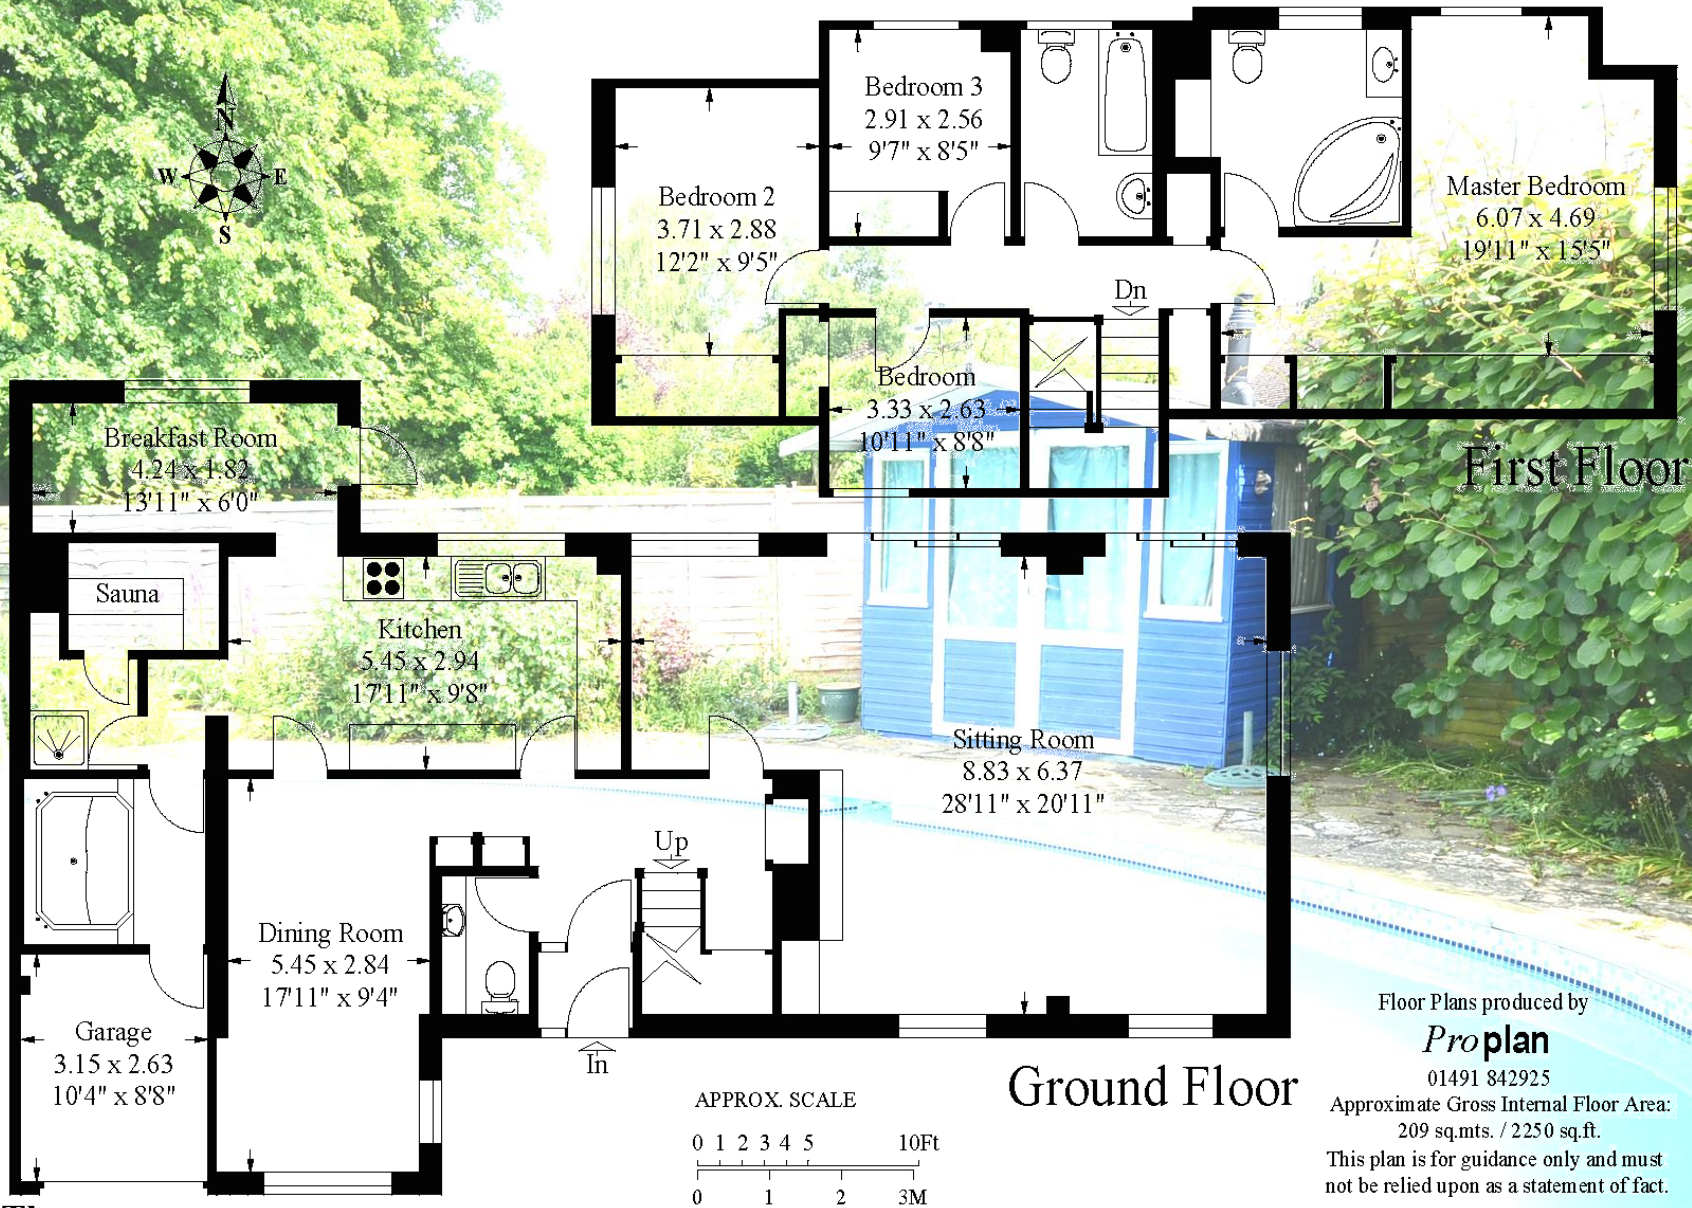 N
W E
S
Bedroom 2
3.71 x 2.88
12'2" x 9'5"
Bedroom 3
2.91 x 2.56
9'7" x 8'5"
Master Bedroom
6.07 x 4.69
19'11" x 15'5"
Dn
Bedroom
3.33 x 2.63
10'11" x 8'8"
First Floor
Breakfast Room
4.24 x 1.82
13'11" x 6'0"
Sauna
Kitchen
5.45 x 2.94
17'11" x 9'8"
Sitting Room
8.83 x 6.37
28'11" x 20'11"
Up
Dining Room
5.45 x 2.84
17'11" x 9'4"
Garage
3.15 x 2.63
10'4" x 8'8"
In
Ground Floor
APPROX. SCALE
0 1 2 3 4 5 10Ft
0 1 2 3M
Floor Plans produced by
Proplan
01491 842925
Approximate Gross Internal Floor Area:
209 sq.mts. / 2250 sq.ft.
This plan is for guidance only and must
not be relied upon as a statement of fact.